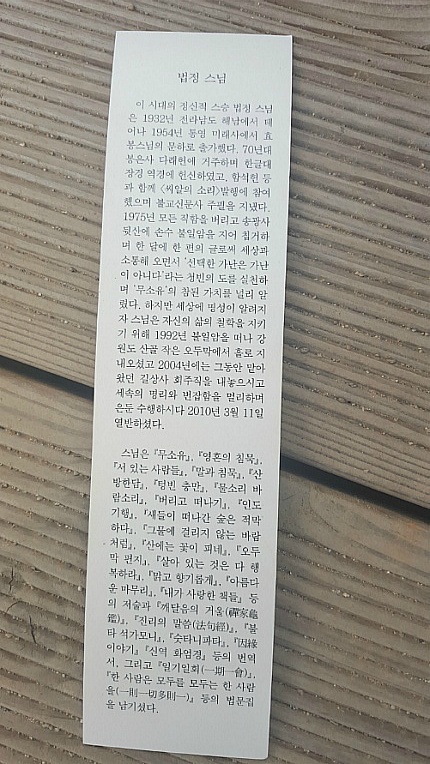 법정 스님
이 시대의 정신적 스승 법정 스님
은 1932년 전라남도 해남에서 태
어나 1954년 통영 미래사에서 효
봉스님의 문하로 출가했다. 70년대
봉은사 다래헌에 거주하며 한글대
장경 역경에 헌신하였고, 함석헌 등
과 함께 〈씨알의 소리〉발행에 참여
했으며 불교신문사 주필을 지냈다.
1975년 모든 직함을 버리고 송광사
뒷산에 손수 불일암을 지어 칩거하
며 한 달에 한 편의 글로써 세상과
소통해 오면서 ‘선택한 가난은 가난
이 아니다’라는 청빈의 도를 실천하
며 ‘무소유’의 참된 가치를 널리 알
렸다. 하지만 세상에 명성이 알려지
자 스님은 자신의 삶의 철학을 지키
기 위해 1992년 불일암을 떠나 강
원도 산골 작은 오두막에서 홀로 지
내오셨고 2004년에는 그동안 맡아
왔던 길상사 회주직을 내놓으시고
세속의 명리와 번잡함을 멀리하며
은둔 수행하시다 2010년 3월 11일
열반하셨다.
스님은 『무소유』, 『영혼의 침묵』,
『서 있는 사람들』, 『말과 침묵』, 『산
방한담』, 『텅빈 충만』, 『물소리 바
람소리』, 『버리고 떠나기』, 『인도
기행』, 『새들이 떠나간 숲은 적막
하다』, 『그물에 걸리지 않는 바람
처럼』, 『산에는 꽃이 피네』, 『오두
막 편지』, 『살아 있는 것은 다 행
복하라』, 『맑고 향기롭게』, 『아름다
운 마무리』, 『내가 사랑한 책들』 등
의 저술과 『깨달음의 거울(禪家龜
鑑)』, 『진리의 말씀(法句經)』, 『불
타 석가모니』, 『숫타니파타』, 『因緣
이야기』 『신역 화엄경』 등의 번역
서, 그리고 『일기일회(一期一會)』,
『한 사람은 모두를 모두는 한 사람
을(一則一切多則一)』 등의 법문집
을 남기셨다.